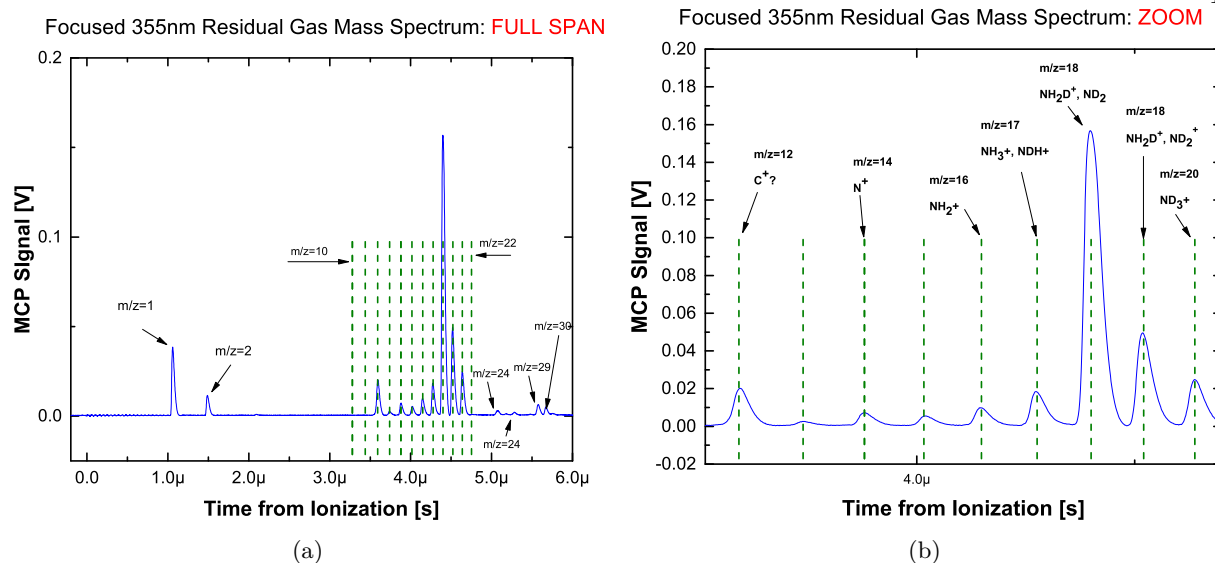 Focused 355nm Residual Gas Mass Spectrum: FULL SPAN
0.2
0.1
0.0
MCP SIgnal [V]
m/z=1
m/z=2
m/z=10
m/z=22
m/z=24
m/z=24
m/z=29
m/z=30
0.0
1.0μ
2.0μ
3.0μ
4.0μ
5.0μ
6.0μ
Time from Ionization [s]
(a)
Focused 355nm Residual Gas Mass Spectrum: ZOOM
0.20
0.18
0.16
0.14
0.12
0.10
0.08
0.06
0.04
0.02
0.00
-0.02
MCP SIgnal [V]
m/z=12
C+?
m/z=14
N+
m/z=16
NH2+
m/z=17
NH3+, NDH+
m/z=18
NH2D+, ND2
m/z=18
NH2D+, ND2+
m/z=20
ND3+
4.0μ
Time from Ionization [s]
(b)